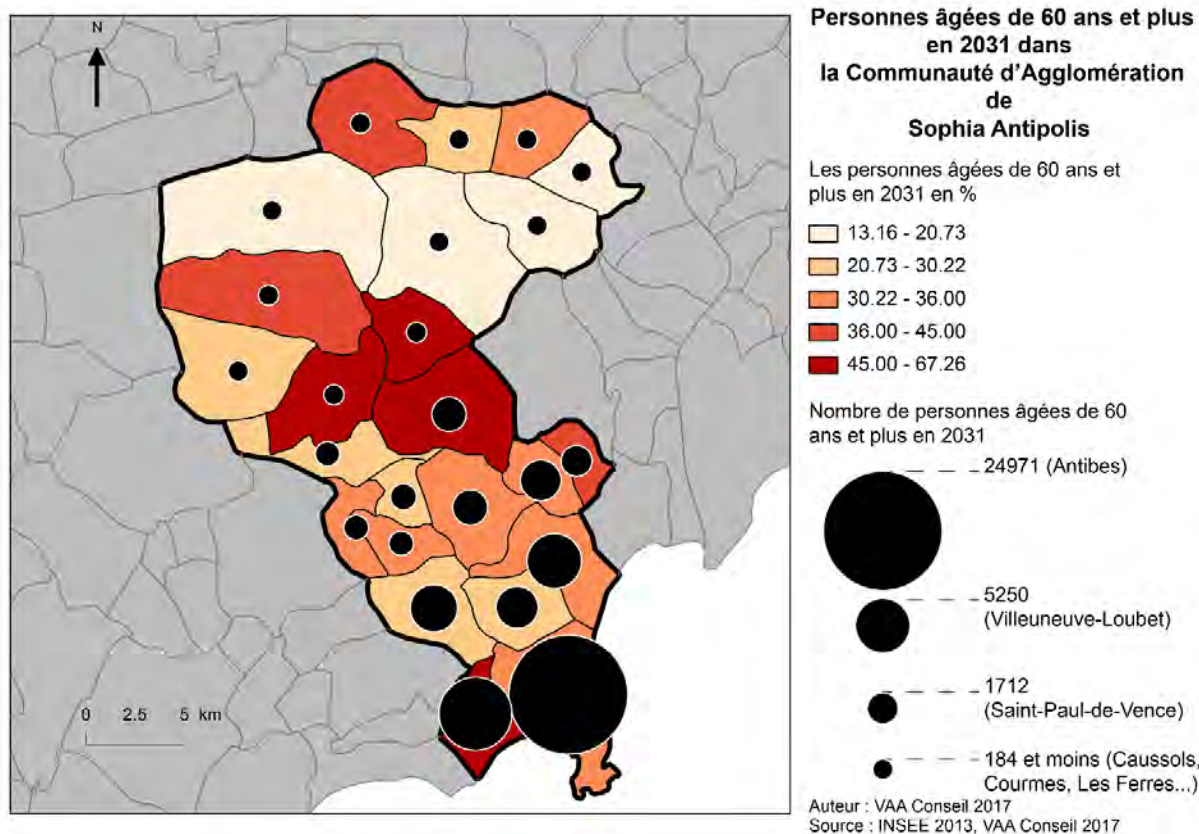 Personnes âgées de 60 ans et plus
en 2031 dans
la Communauté d'Agglomération
de
Sophia Antipolis
N
Les personnes âgées de 60 ans et
plus en 2031 en %
13.16 - 20.73
20.73 - 30.22
30.22 - 36.00
36.00 - 45.00
45.00 - 67.26
Nombre de personnes âgées de 60
ans et plus en 2031
24971 (Antibes)
5250
(Villeuneuve-Loubet)
1712
(Saint-Paul-de-Vence)
184 et moins (Caussols,
Courmes, Les Ferres...)
0 2.5 5 km
Auteur : VAA Conseil 2017
Source : INSEE 2013, VAA Conseil 2017